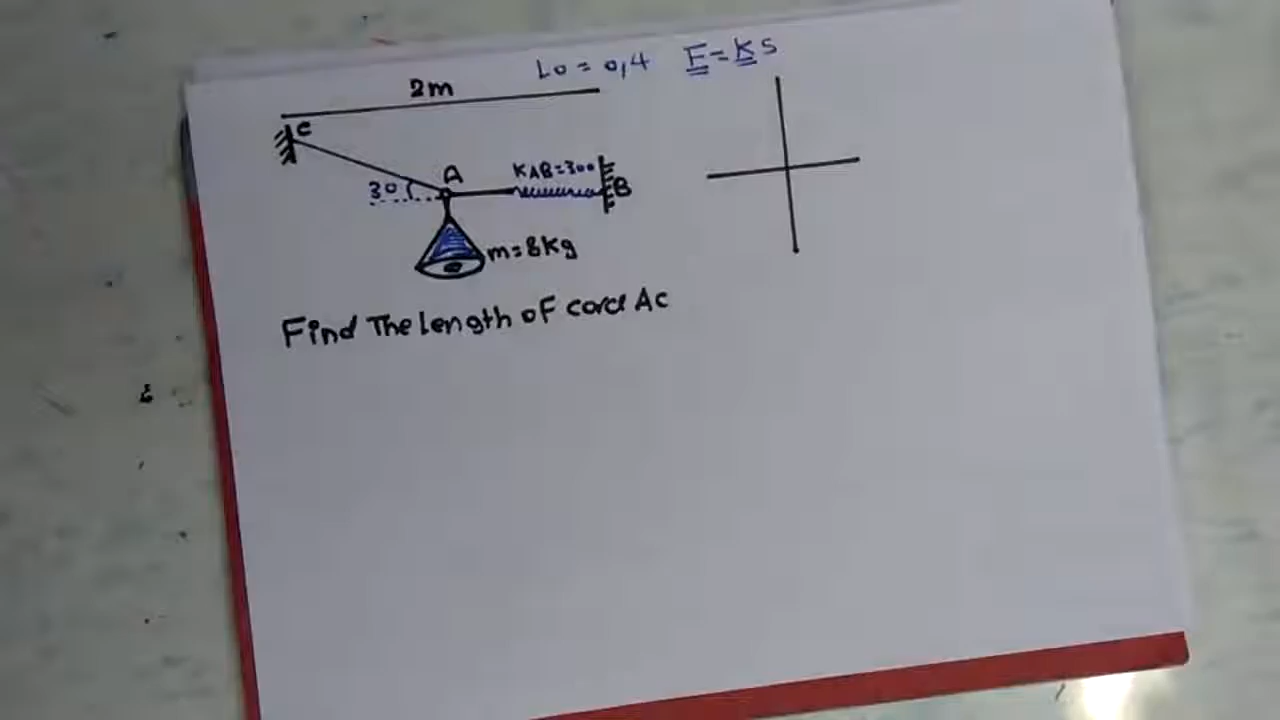 Lo = 0,4 F = K S
2m
C
A
KAB=300
B
30
m=8Kg
Find The length of cord Ac